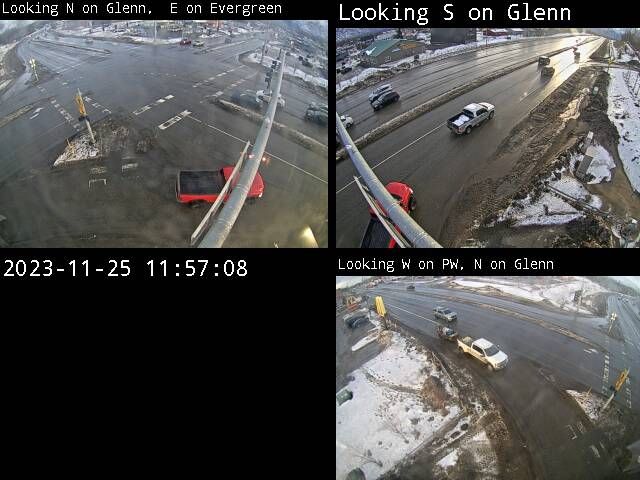 Looking N on Glenn,  E on Evergreen
Looking S on Glenn
2023-11-25 11:57:08
Looking W on PW, N on Glenn